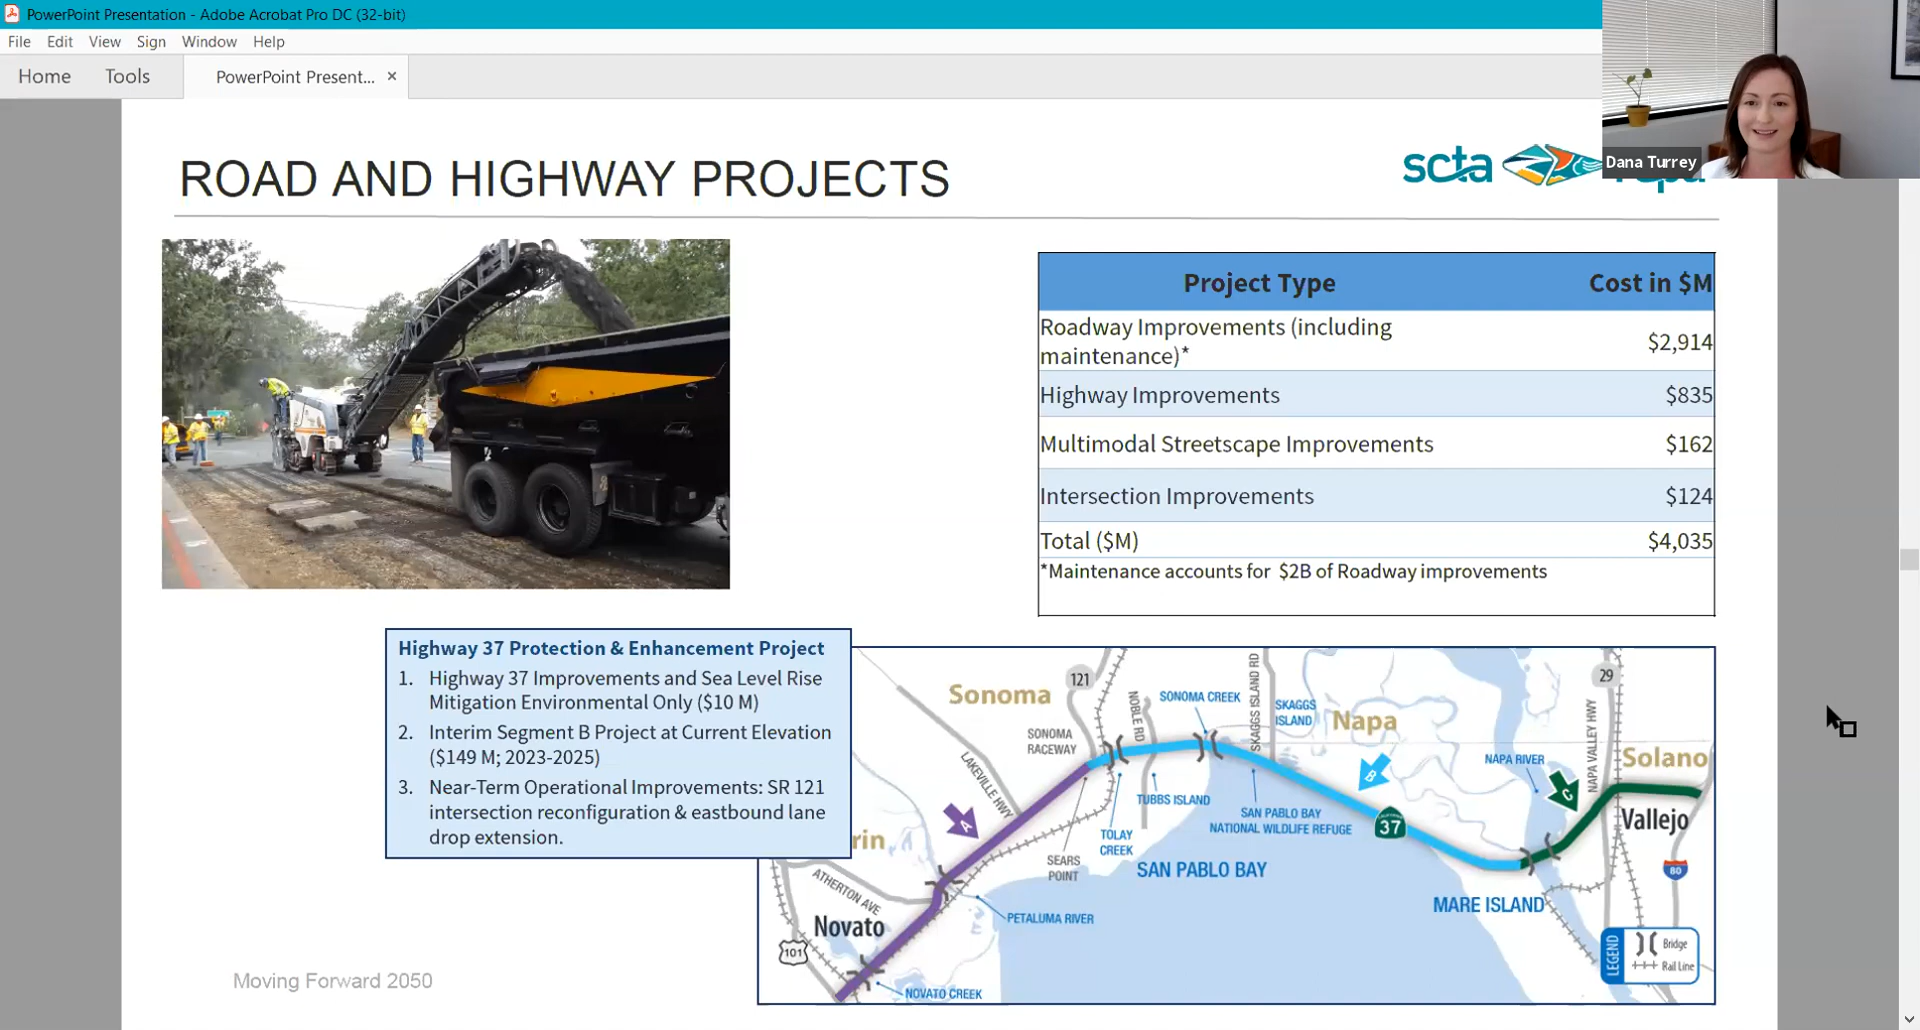 PowerPoint Presentation - Adobe Acrobat Pro DC (32-bit)
File Edit View Sign Window Help
Home Tools PowerPoint Present... ×
Dana Turrey
ROAD AND HIGHWAY PROJECTS
scta
Project Type Cost in $M
Roadway Improvements (including
maintenance)* $2,914
Highway Improvements $835
Multimodal Streetscape Improvements $162
Intersection Improvements $124
Total ($M) $4,035
*Maintenance accounts for $2B of Roadway improvements
Highway 37 Protection & Enhancement Project
1. Highway 37 Improvements and Sea Level Rise
Mitigation Environmental Only ($10 M)
2. Interim Segment B Project at Current Elevation
($149 M; 2023-2025)
3. Near-Term Operational Improvements: SR 121
intersection reconfiguration & eastbound lane
drop extension.
Sonoma
121
NOBLE RD
SONOMA CREEK
SKAGGS ISLAND RD
SKAGGS
ISLAND
Napa
29
NAPA VALLEY HWY
Solano
SONOMA
RACEWAY
LAKEVILLE HWY
NAPA RIVER
A
B
C
TUBBS ISLAND
TOLAY
CREEK
SAN PABLO BAY
NATIONAL WILDLIFE REFUGE
37
Vallejo
rin
SEARS
POINT
SAN PABLO BAY
80
ATHERTON AVE
MARE ISLAND
PETALUMA RIVER
Novato
101
LEGEND
Bridge
Rail Line
NOVATO CREEK
Moving Forward 2050